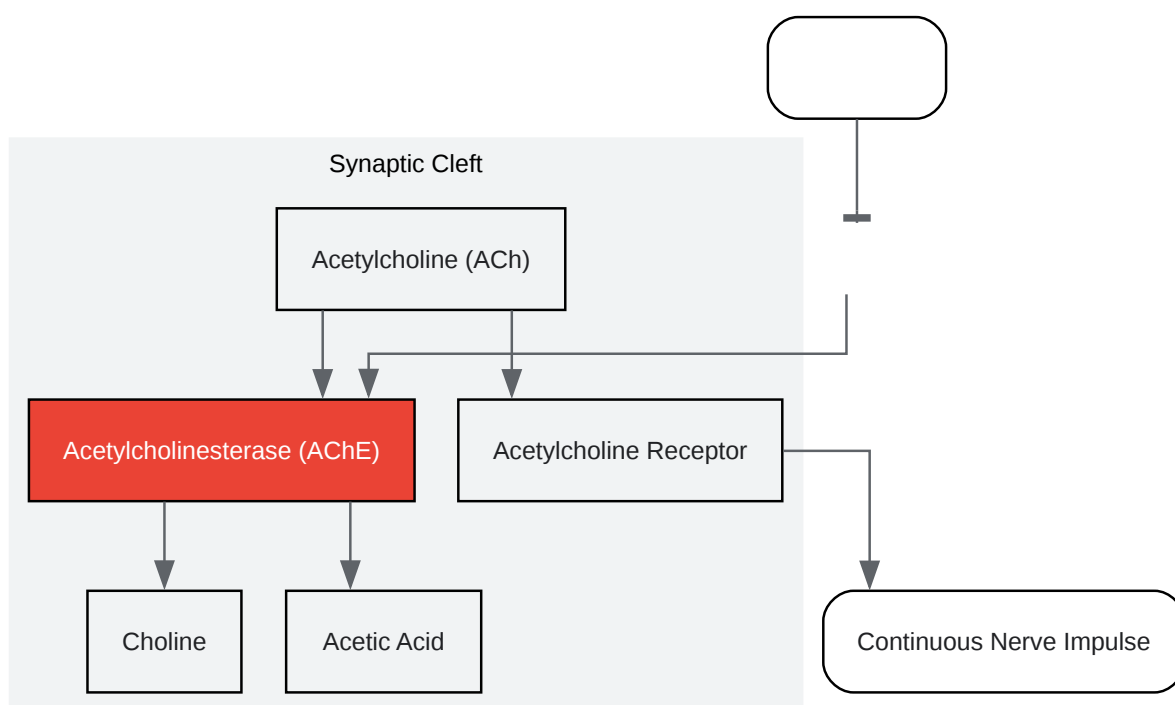 Synaptic Cleft
Acetylcholine (ACh)
Acetylcholinesterase (AChE)
Acetylcholine Receptor
Choline
Acetic Acid
Continuous Nerve Impulse